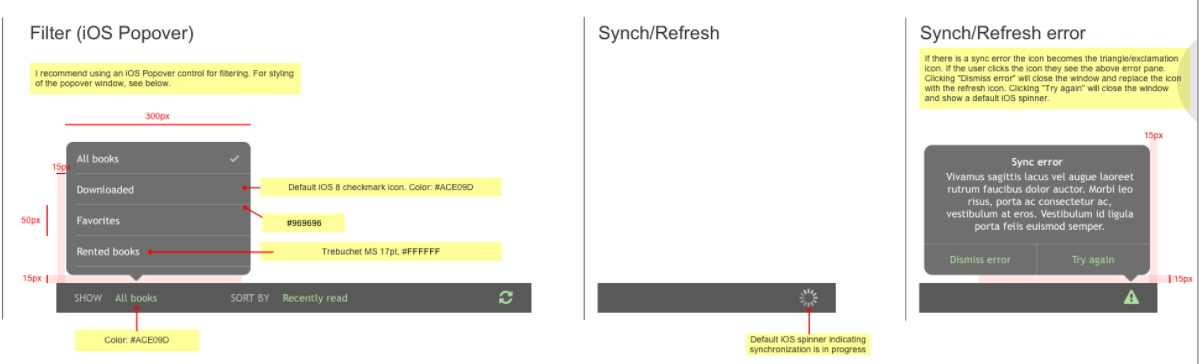 Filter (iOS Popover)
I recommend using an iOS Popover control for filtering. For styling
of the popover window, see below.
300px
All books
15px
Downloaded
Default iOS 8 checkmark icon. Color: #ACE09D
50px
Favorites
#969696
Rented books
Trebuchet MS 17pt, #FFFFFF
15px
SHOW All books SORT BY Recently read
Color: #ACE09D
Synch/Refresh
Default iOS spinner indicating
synchronization is in progress
Synch/Refresh error
If there is a sync error the icon becomes the triangle/exclamation
icon. If the user clicks the icon they see the above error pane.
Clicking "Dismiss error" will close the window and replace the icon
with the refresh icon. Clicking "Try again" will close the window
and show a default iOS spinner.
15px
Sync error
Vivamus sagittis lacus vel augue laoreet
rutrum faucibus dolor auctor. Morbi leo
risus, porta ac consectetur ac,
vestibulum at eros. Vestibulum id ligula
porta felis euismod semper.
Dismiss error Try again
15px